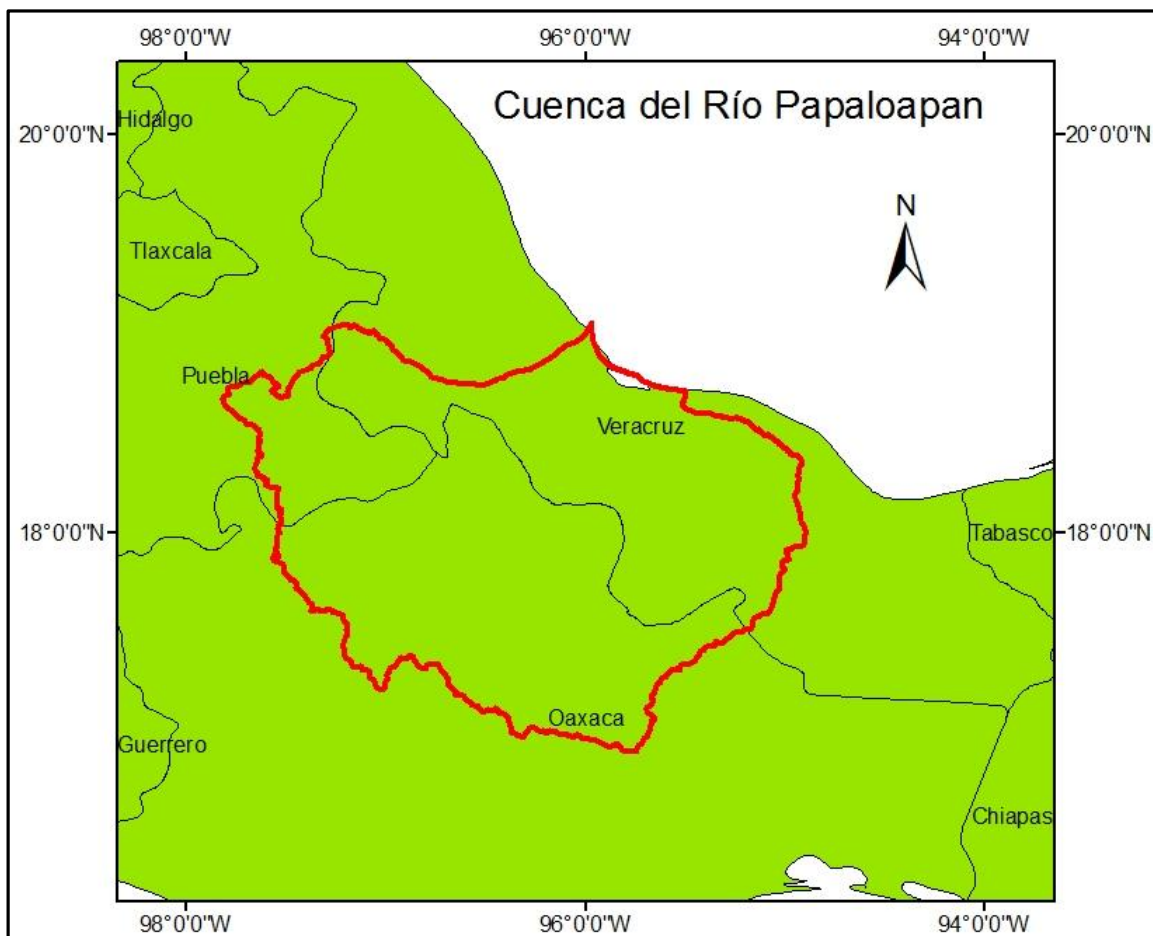 98°0'0"W 96°0'0"W 94°0'0"W
Cuenca del Río Papaloapan
Hidalgo
20°0'0"N 20°0'0"N
N
Tlaxcala
Puebla
Veracruz
18°0'0"N Tabasco 18°0'0"N
Oaxaca
Guerrero
Chiapas
98°0'0"W 96°0'0"W 94°0'0"W